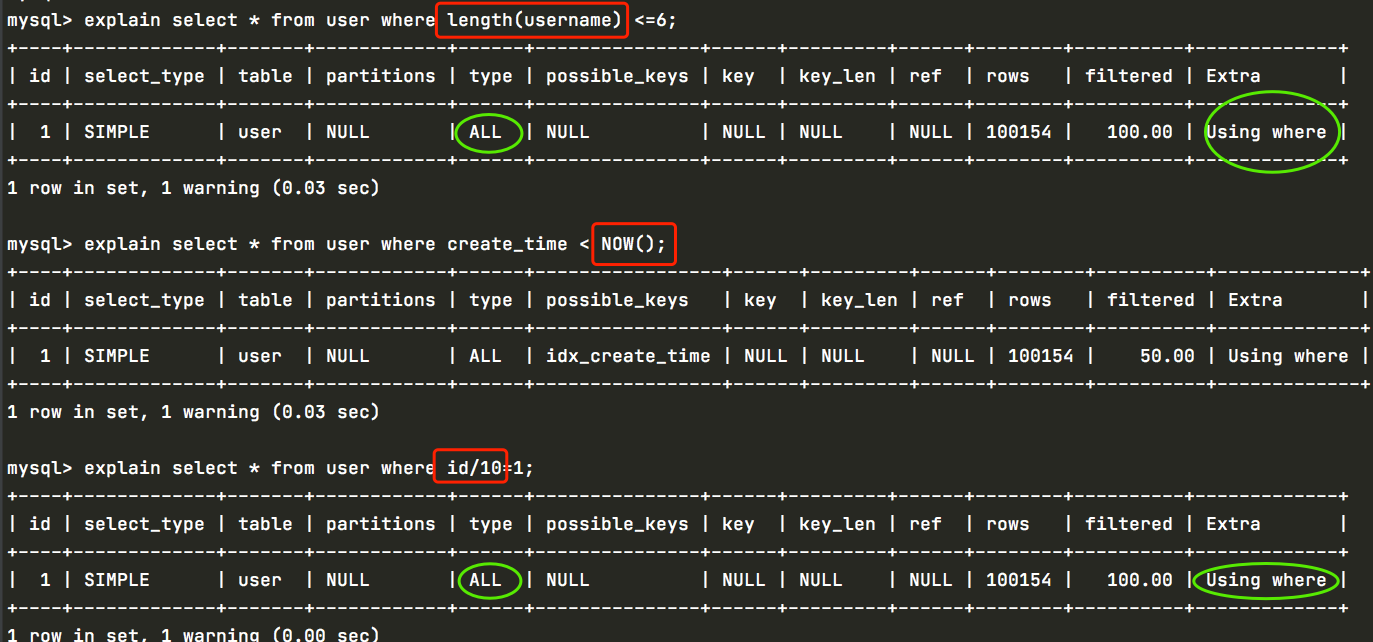 mysql> explain select * from user where length(username) <=6;
+----+-------------+-------+------------+------+---------------+------+---------+------+--------+----------+-------------+
| id | select_type | table | partitions | type | possible_keys | key  | key_len | ref  | rows   | filtered | Extra       |
+----+-------------+-------+------------+------+---------------+------+---------+------+--------+----------+-------------+
|  1 | SIMPLE      | user  | NULL       | ALL  | NULL          | NULL | NULL    | NULL | 100154 |   100.00 | Using where |
+----+-------------+-------+------------+------+---------------+------+---------+------+--------+----------+-------------+
1 row in set, 1 warning (0.03 sec)
mysql> explain select * from user where create_time < NOW();
+----+-------------+-------+------------+------+-----------------+------+---------+------+--------+----------+-------------+
| id | select_type | table | partitions | type | possible_keys   | key  | key_len | ref  | rows   | filtered | Extra       |
+----+-------------+-------+------------+------+-----------------+------+---------+------+--------+----------+-------------+
|  1 | SIMPLE      | user  | NULL       | ALL  | idx_create_time | NULL | NULL    | NULL | 100154 |    50.00 | Using where |
+----+-------------+-------+------------+------+-----------------+------+---------+------+--------+----------+-------------+
1 row in set, 1 warning (0.03 sec)
mysql> explain select * from user where id/10=1;
+----+-------------+-------+------------+------+---------------+------+---------+------+--------+----------+-------------+
| id | select_type | table | partitions | type | possible_keys | key  | key_len | ref  | rows   | filtered | Extra       |
+----+-------------+-------+------------+------+---------------+------+---------+------+--------+----------+-------------+
|  1 | SIMPLE      | user  | NULL       | ALL  | NULL          | NULL | NULL    | NULL | 100154 |   100.00 | Using where |
+----+-------------+-------+------------+------+---------------+------+---------+------+--------+----------+-------------+
1 row in set, 1 warning (0.00 sec)